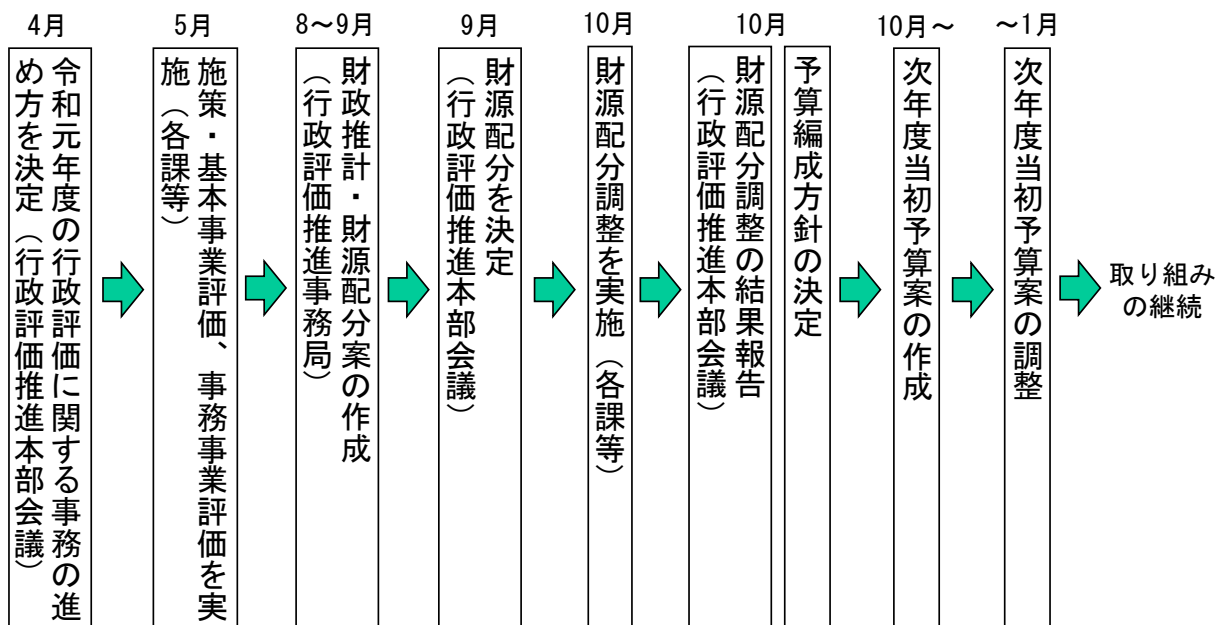 4月
令和元年度の行政評価に関する事務の進
め方を決定（行政評価推進本部会議）
5月
施策・基本事業評価、事務事業評価を実
施（各課等）
8～9月
財政推計・財源配分案の作成
（行政評価推進事務局）
9月
財源配分を決定
（行政評価推進本部会議）
10月
財源配分調整を実施（各課等）
10月
財源配分調整の結果報告
（行政評価推進本部会議）
予算編成方針の決定
10月～
次年度当初予算案の作成
～1月
次年度当初予算案の調整
取り組み
の継続